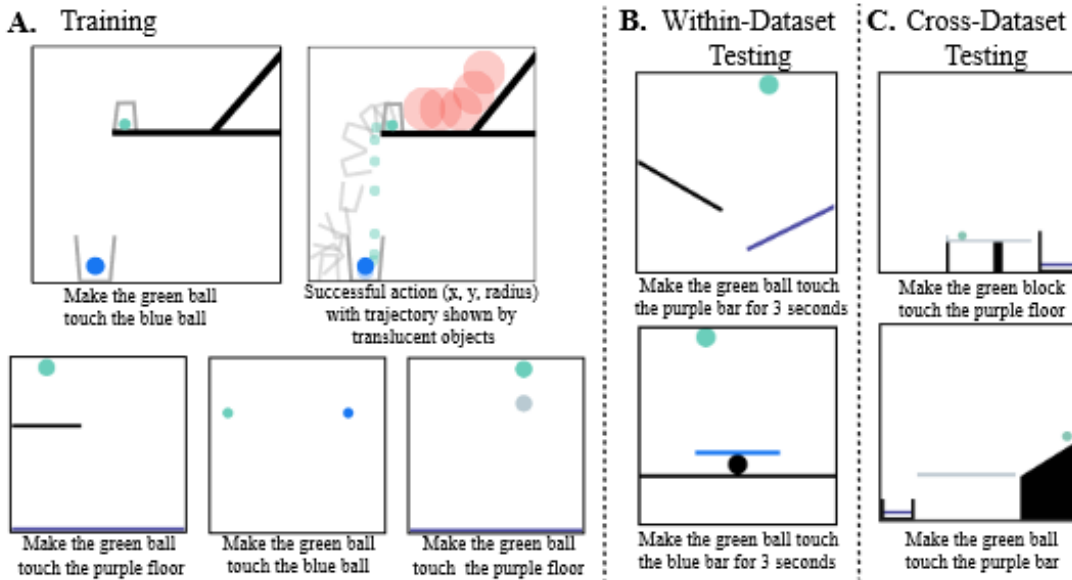 A. Training
Make the green ball
touch the blue ball
Successful action (x, y, radius)
with trajectory shown by
translucent objects
Make the green ball
touch the purple floor
Make the green ball
touch the blue ball
Make the green ball
touch the purple floor
B. Within-Dataset
Testing
Make the green ball touch
the purple bar for 3 seconds
Make the green ball touch
the blue bar for 3 seconds
C. Cross-Dataset
Testing
Make the green block
touch the purple floor
Make the green ball
touch the purple bar